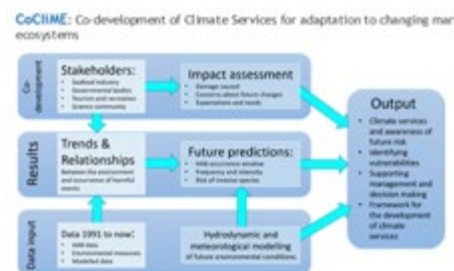 CoCliME: Co-development of Climate Services for adaptation to changing mar
ecosystems
Co-
development
Stakeholders:
• Seafood industry
• Governmental bodies
• Tourism and recreation
• Science community
Impact assessment
• Damage caused
• Concerns about future changes
• Expectations and needs
Results
Trends &
Relationships
Between the environment
and occurrence of harmful
events
Future predictions:
• HAB occurrence window
• Frequency and intensity
• Risk of invasive species
Data input
Data 1991 to now:
• HAB data
• Environmental measures
• Modelled data
Hydrodynamic and
meteorological modelling
of future environmental conditions
Output
• Climate services
and awareness of
future risk
• Identifying
vulnerabilities
• Supporting
management and
decision making
• Framework for
the development
of climate
services